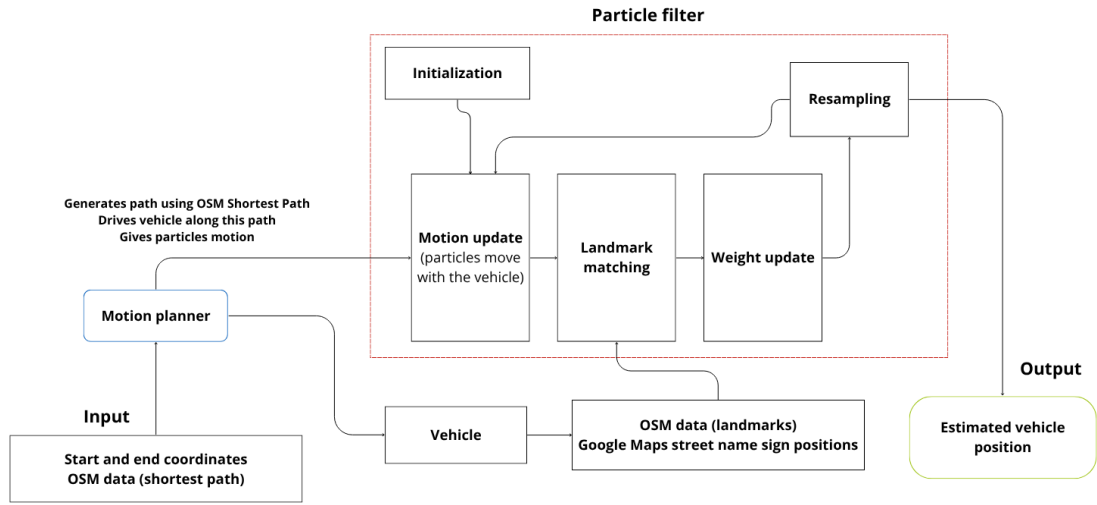 Particle filter
Initialization
Resampling
Generates path using OSM Shortest Path
Drives vehicle along this path
Gives particles motion
Motion update
(particles move
with the vehicle)
Landmark
matching
Weight update
Motion planner
Output
Input
Vehicle
OSM data (landmarks)
Google Maps street name sign positions
Estimated vehicle
position
Start and end coordinates
OSM data (shortest path)